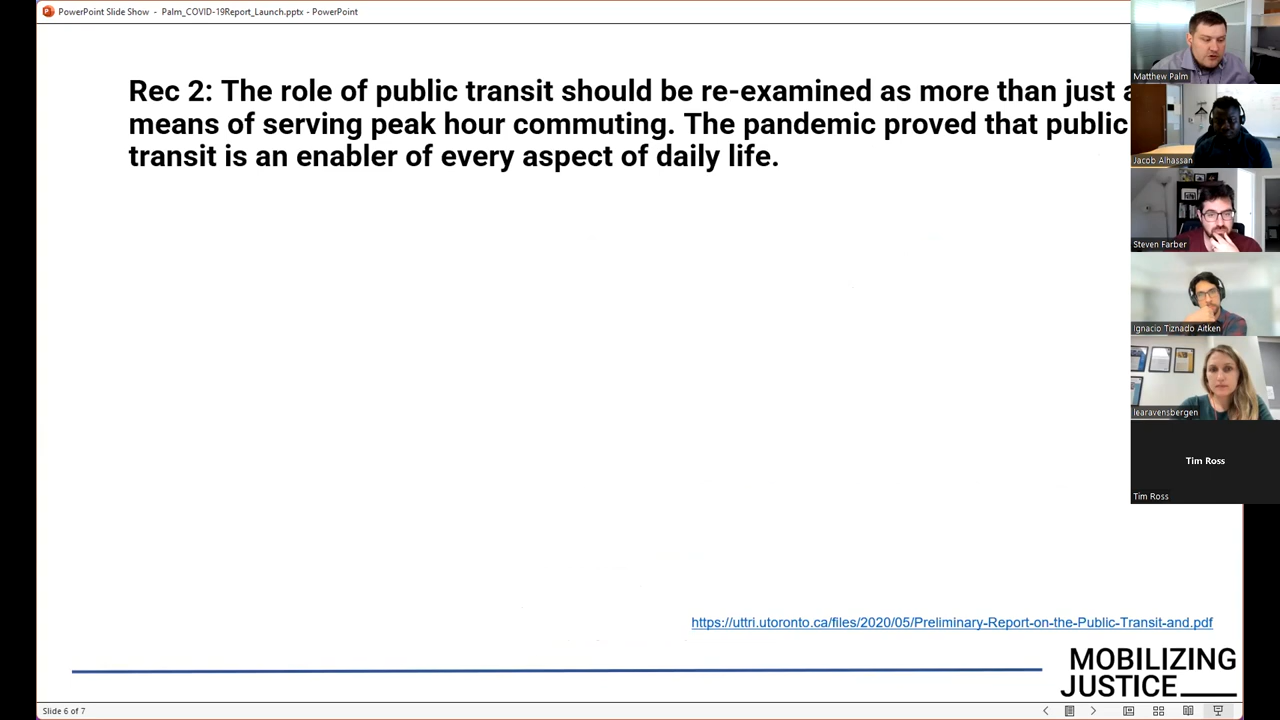 PowerPoint Slide Show - Palm_COVID-19Report_Launch.pptx - PowerPoint
Rec 2: The role of public transit should be re-examined as more than just a
means of serving peak hour commuting. The pandemic proved that public
transit is an enabler of every aspect of daily life.
Matthew Palm
Jacob Alhassan
Steven Farber
Ignacio Tiznado Aitken
learavensbergen
Tim Ross
Tim Ross
https://uttri.utoronto.ca/files/2020/05/Preliminary-Report-on-the-Public-Transit-and.pdf
MOBILIZING
JUSTICE
Slide 6 of 7